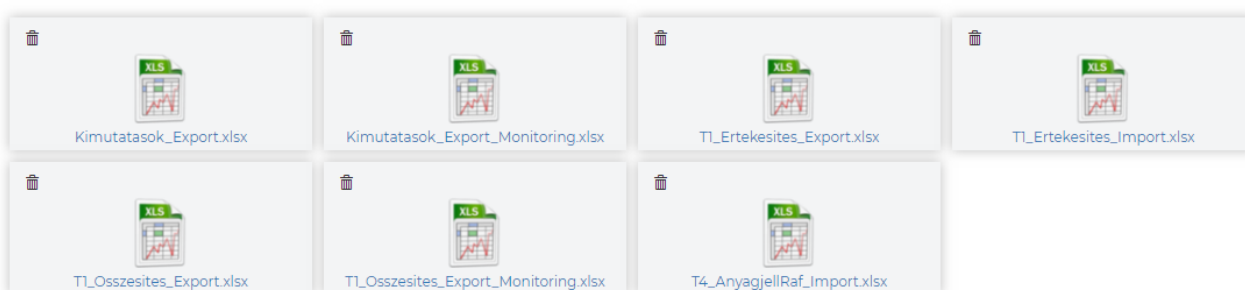 XLS XLS XLS XLS
Kimutatasok_Export.xlsx Kimutatasok_Export_Monitoring.xlsx T1_Ertekesites_Export.xlsx T1_Ertekesites_Import.xlsx
XLS XLS XLS
T1_Osszesites_Export.xlsx T1_Osszesites_Export_Monitoring.xlsx T4_AnyagjellRaf_Import.xlsx